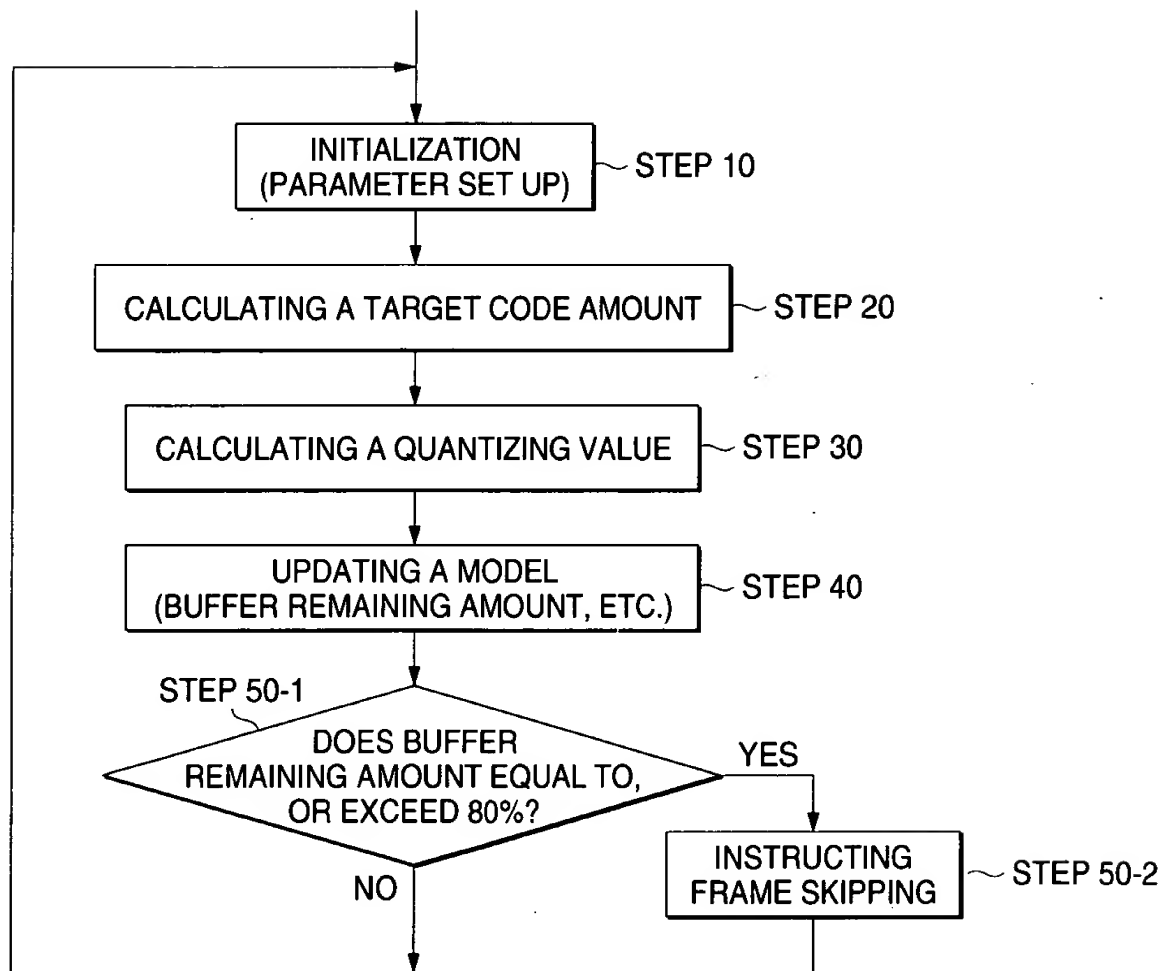 INITIALIZATION
(PARAMETER SET UP)
STEP 10
CALCULATING A TARGET CODE AMOUNT
STEP 20
CALCULATING A QUANTIZING VALUE
STEP 30
UPDATING A MODEL
(BUFFER REMAINING AMOUNT, ETC.)
STEP 40
STEP 50-1
DOES BUFFER
REMAINING AMOUNT EQUAL TO,
OR EXCEED 80%?
YES
NO
INSTRUCTING
FRAME SKIPPING
STEP 50-2